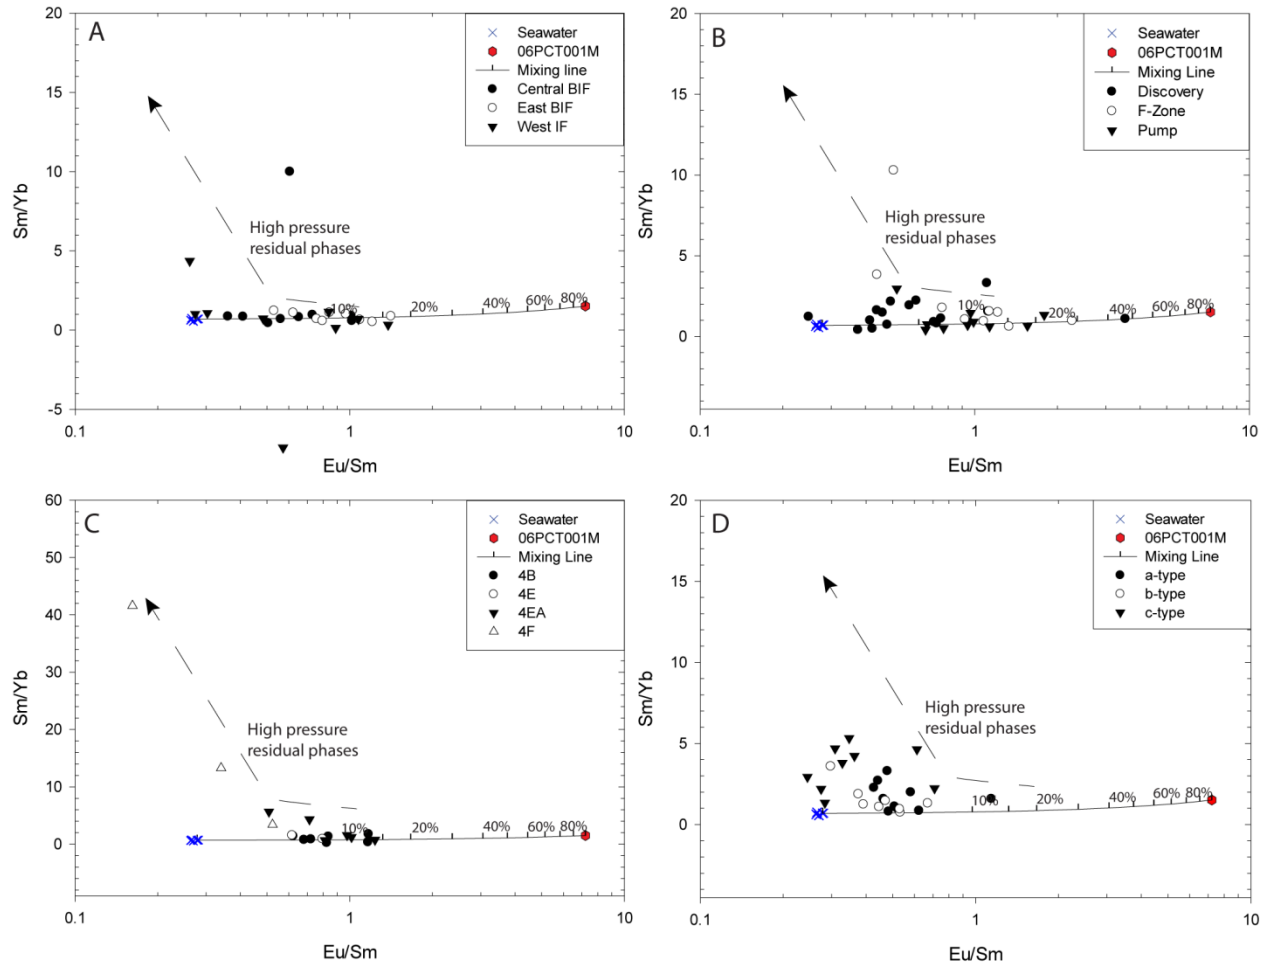 A
Seawater
06PCT001M
Mixing line
Central BIF
East BIF
West IF
20
15
10
5
0
-5
Sm/Yb
High pressure
residual phases
10%
20%
40%
60%
80%
0.1
1
10
Eu/Sm
B
Seawater
06PCT001M
Mixing Line
Discovery
F-Zone
Pump
20
15
10
5
0
Sm/Yb
High pressure
residual phases
10%
20%
40%
60%
80%
0.1
1
10
Eu/Sm
C
Seawater
06PCT001M
Mixing Line
4B
4E
4EA
4F
60
50
40
30
20
10
0
Sm/Yb
High pressure
residual phases
10%
20%
40%
60%
80%
0.1
1
10
Eu/Sm
D
Seawater
06PCT001M
Mixing Line
a-type
b-type
c-type
20
15
10
5
0
Sm/Yb
High pressure
residual phases
10%
20%
40%
60%
80%
0.1
1
10
Eu/Sm